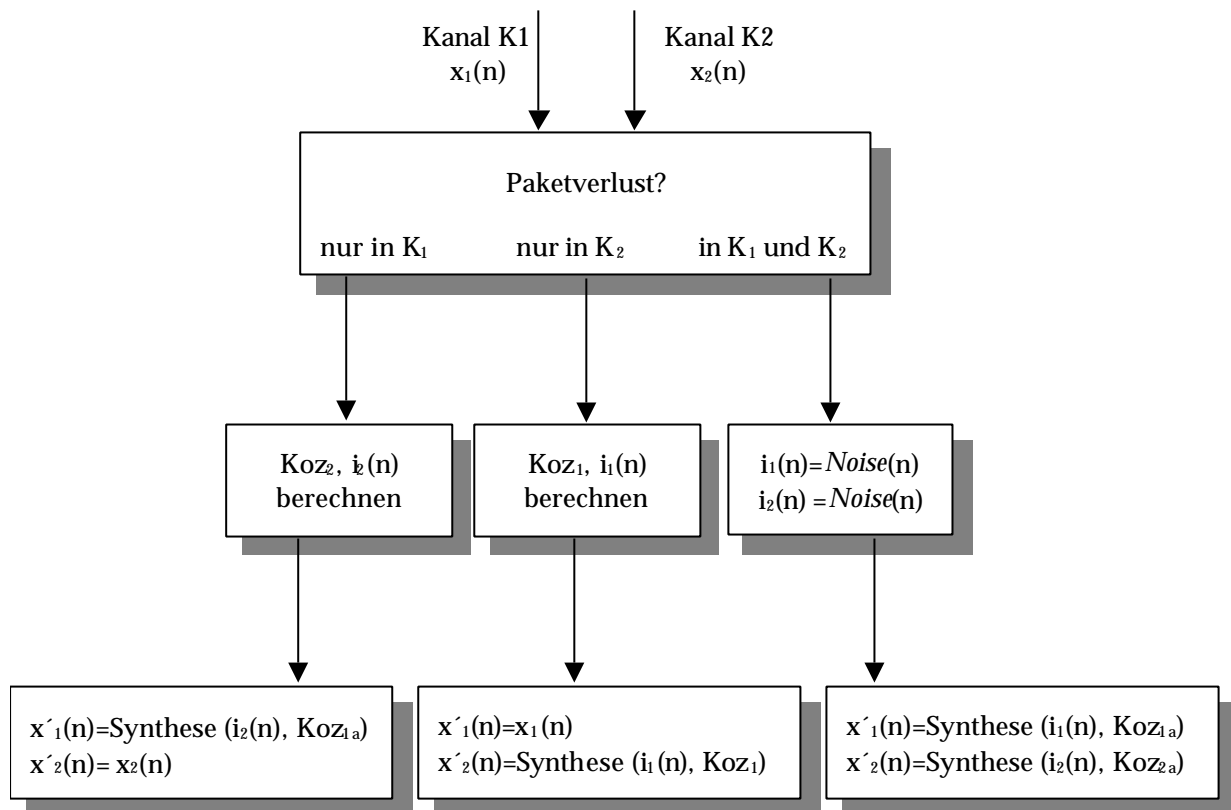 Kanal K1
x₁(n)
Kanal K2
x₂(n)
Paketverlust?
nur in K₁
nur in K₂
in K₁ und K₂
Koz₂, i₂(n)
berechnen
Koz₁, i₁(n)
berechnen
i₁(n)=Noise(n)
i₂(n) =Noise(n)
x´₁(n)=Synthese (i₂(n), Koz₁ₐ)
x´₂(n)= x₂(n)
x´₁(n)=x₁(n)
x´₂(n)=Synthese (i₁(n), Koz₁)
x´₁(n)=Synthese (i₁(n), Koz₁ₐ)
x´₂(n)=Synthese (i₂(n), Koz₂ₐ)